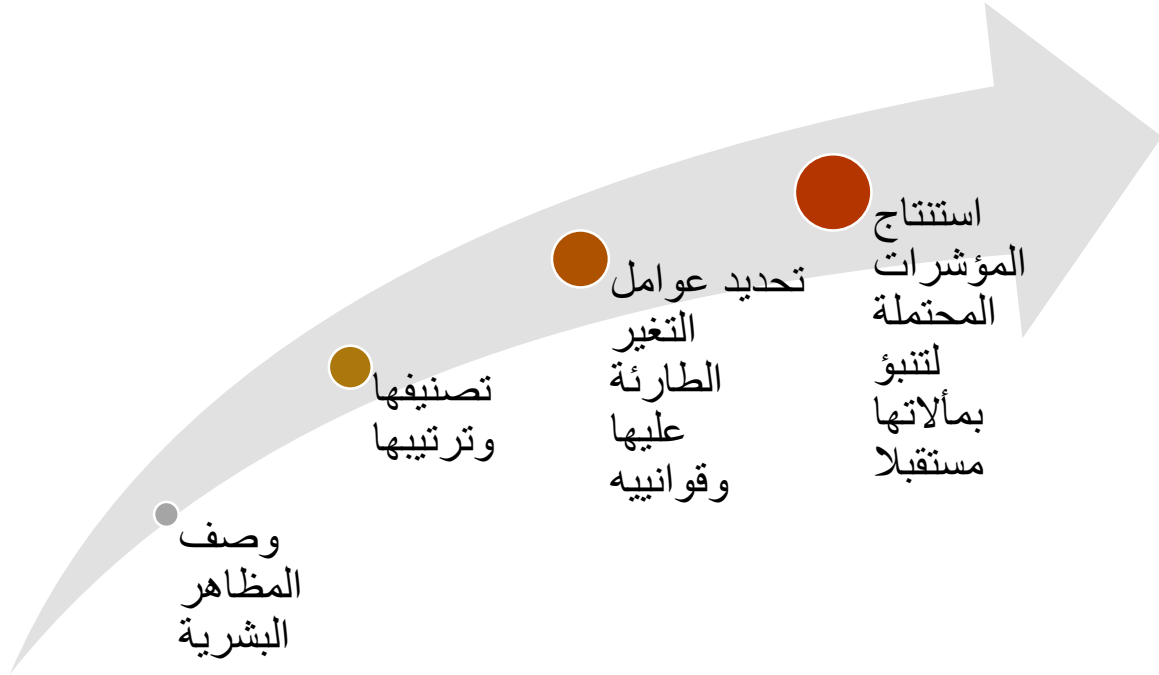 وصف
المظاهر
البشرية
تصنيفها
وترتيبها
تحديد عوامل
التغير
الطارئة
عليها
وقوانييه
استنتاج
المؤشرات
المحتملة
لتنبؤ
بمألاتها
مستقبلا